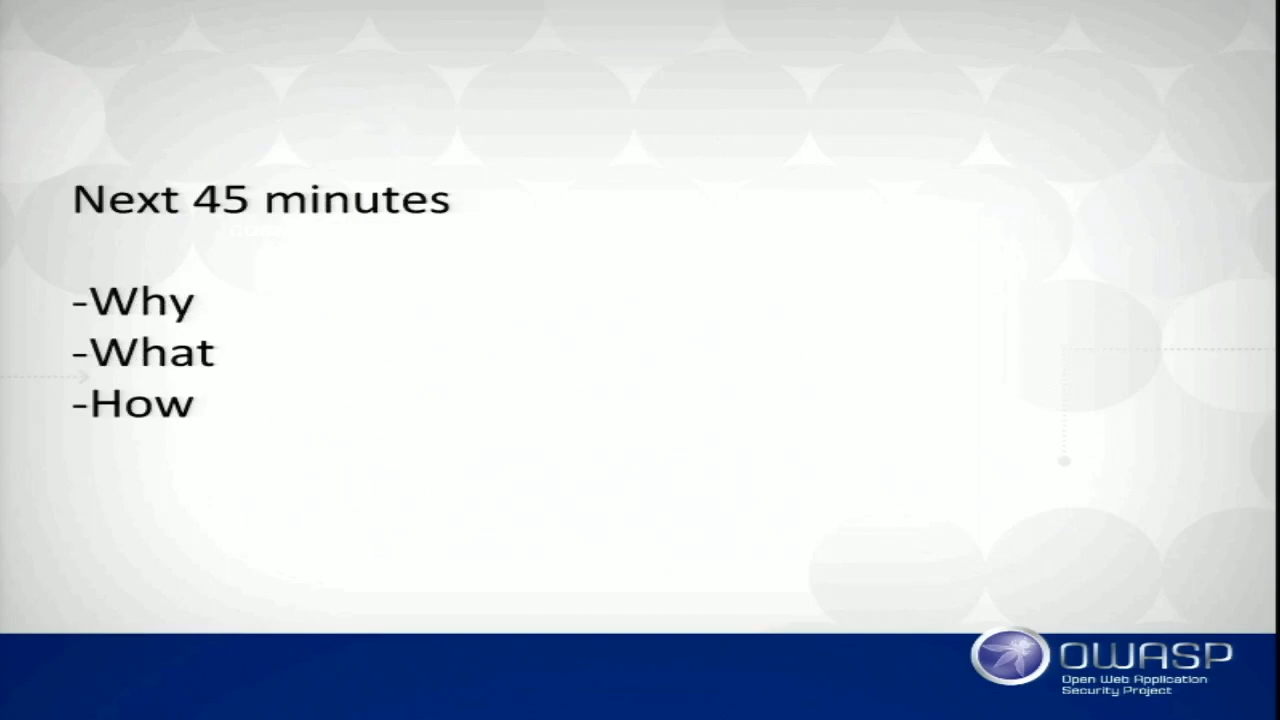 Next 45 minutes
-Why
-What
-How
OWASP
Open Web Application
Security Project